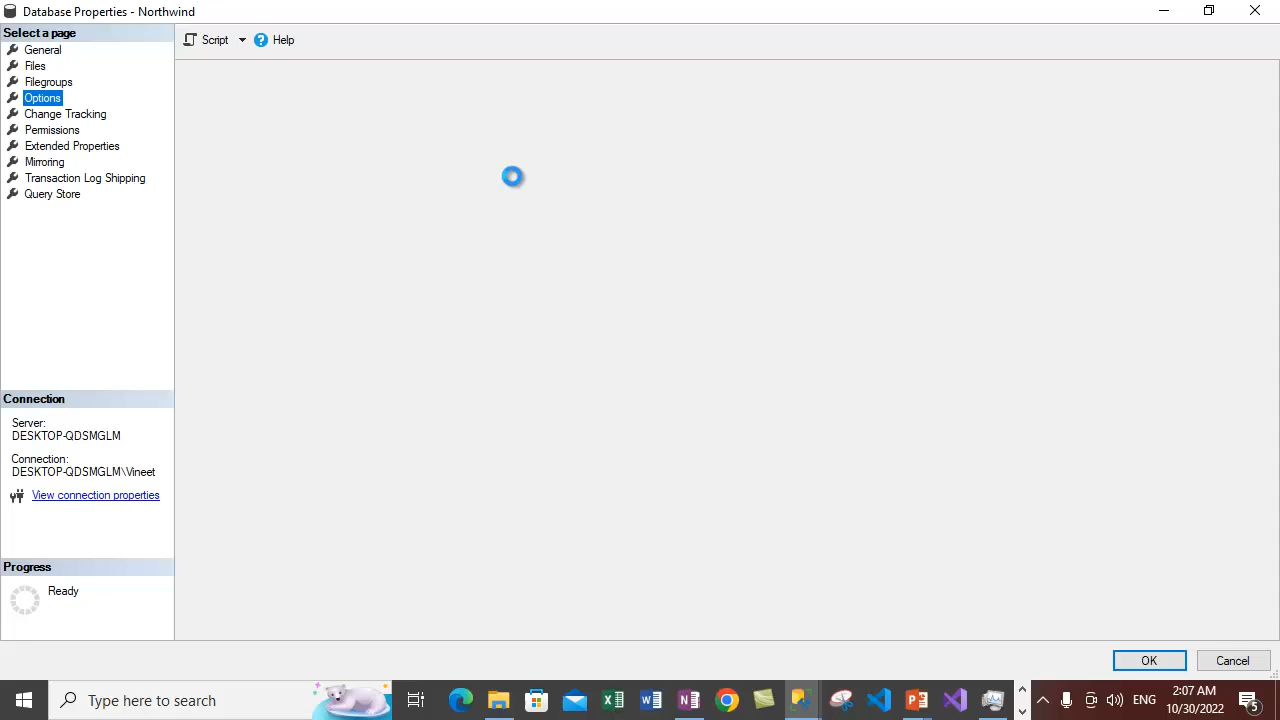 Database Properties - Northwind
Select a page
General
Files
Filegroups
Options
Change Tracking
Permissions
Extended Properties
Mirroring
Transaction Log Shipping
Query Store
Script
Help
Connection
Server:
DESKTOP-QDSMGLM
Connection:
DESKTOP-QDSMGLM\Vineet
View connection properties
Progress
Ready
OK
Cancel
Type here to search
ENG
2:07 AM
10/30/2022
5